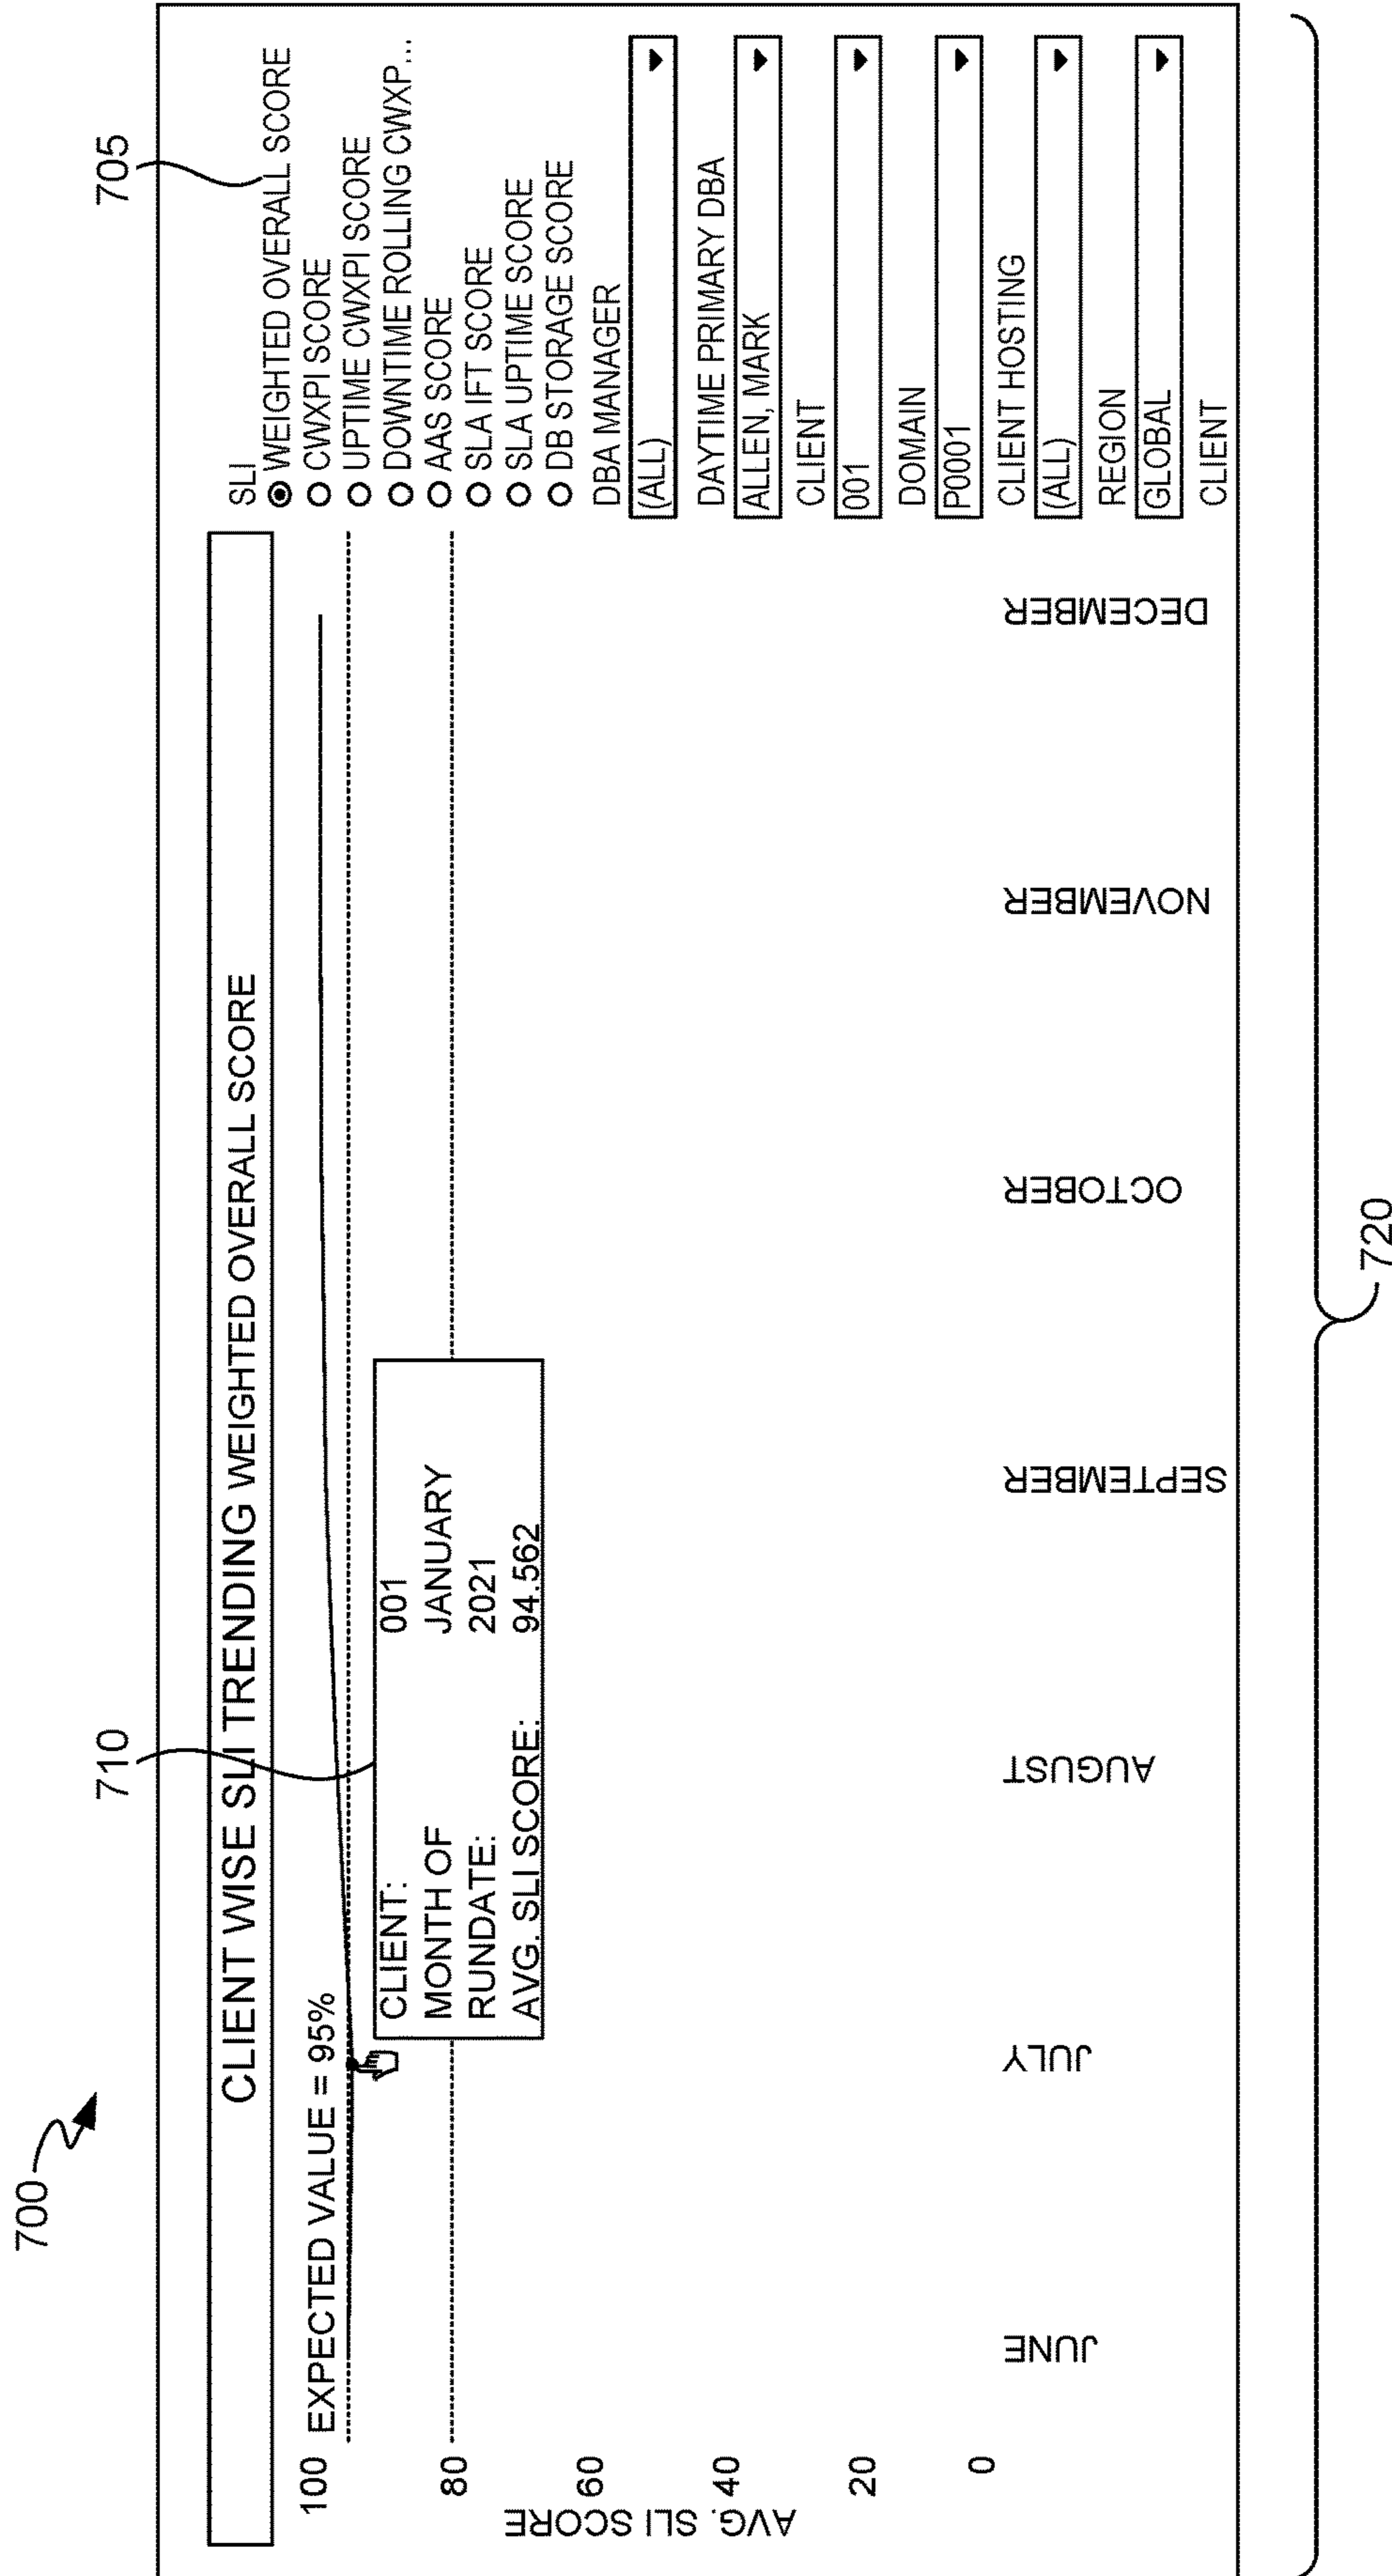 700
710
705
CLIENT WISE SLI TRENDING WEIGHTED OVERALL SCORE
EXPECTED VALUE = 95%
100
80
60
40
20
0
AVG. SLI SCORE
CLIENT: 001
MONTH OF JANUARY
RUNDATE: 2021
AVG. SLI SCORE: 94.562
JUNE
JULY
AUGUST
SEPTEMBER
OCTOBER
NOVEMBER
DECEMBER
SLI
WEIGHTED OVERALL SCORE
CWXPI SCORE
UPTIME CWXPI SCORE
DOWNTIME ROLLING CWXP...
AAS SCORE
SLA IFT SCORE
SLA UPTIME SCORE
DB STORAGE SCORE
DBA MANAGER
(ALL)
DAYTIME PRIMARY DBA
ALLEN, MARK
CLIENT
001
DOMAIN
P0001
CLIENT HOSTING
(ALL)
REGION
GLOBAL
CLIENT
720